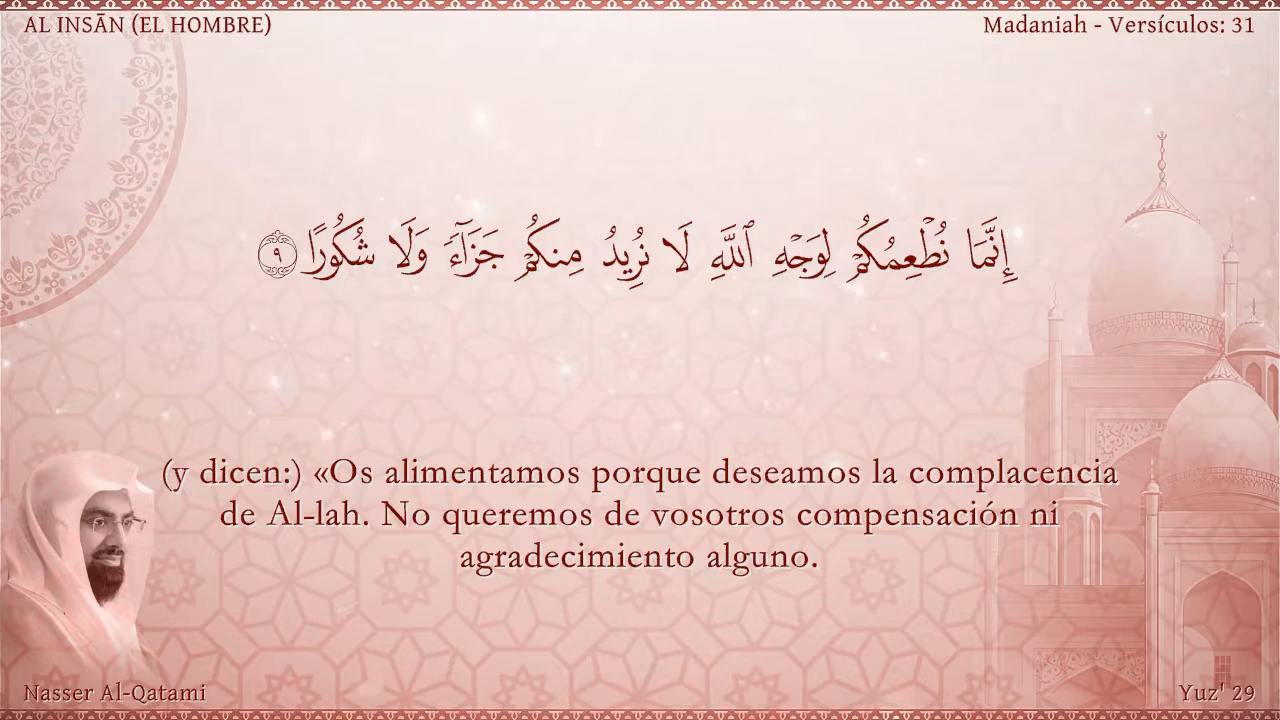 AL INSĀN (EL HOMBRE)
Madaniah - Versículos: 31
إِنَّمَا نُطْعِمُكُمْ لِوَجْهِ ٱللَّهِ لَا نُرِيدُ مِنكُمْ جَزَآءً وَلَا شُكُورًا ٩
(y dicen:) «Os alimentamos porque deseamos la complacencia
de Al-lah. No queremos de vosotros compensación ni
agradecimiento alguno.
Nasser Al-Qatami
Yuz' 29